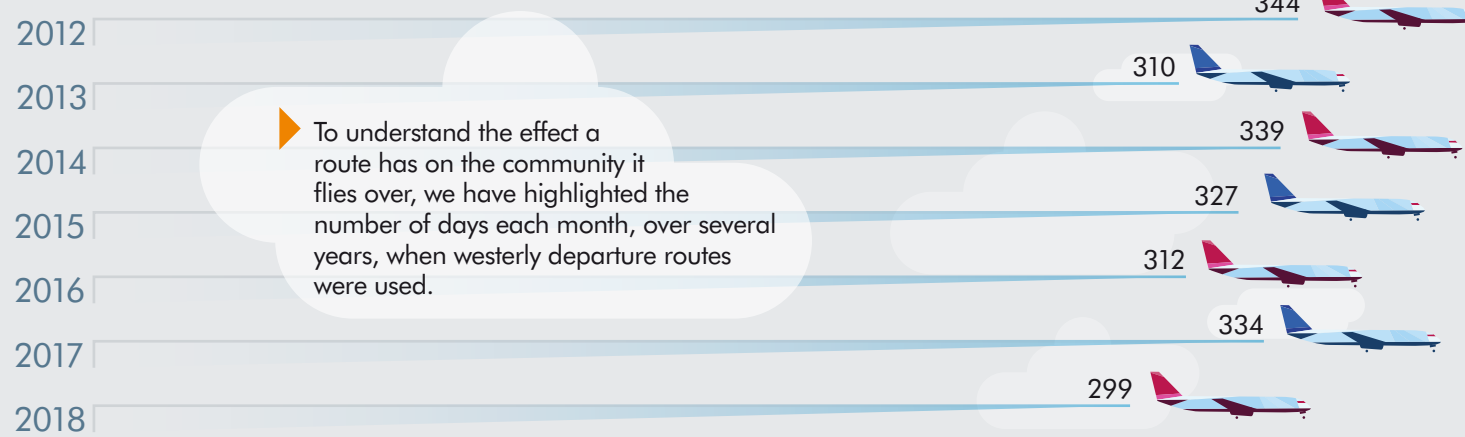 2012
344
2013
310
To understand the effect a
route has on the community it
flies over, we have highlighted the
number of days each month, over several
years, when westerly departure routes
were used.
2014
339
2015
327
2016
312
2017
334
2018
299